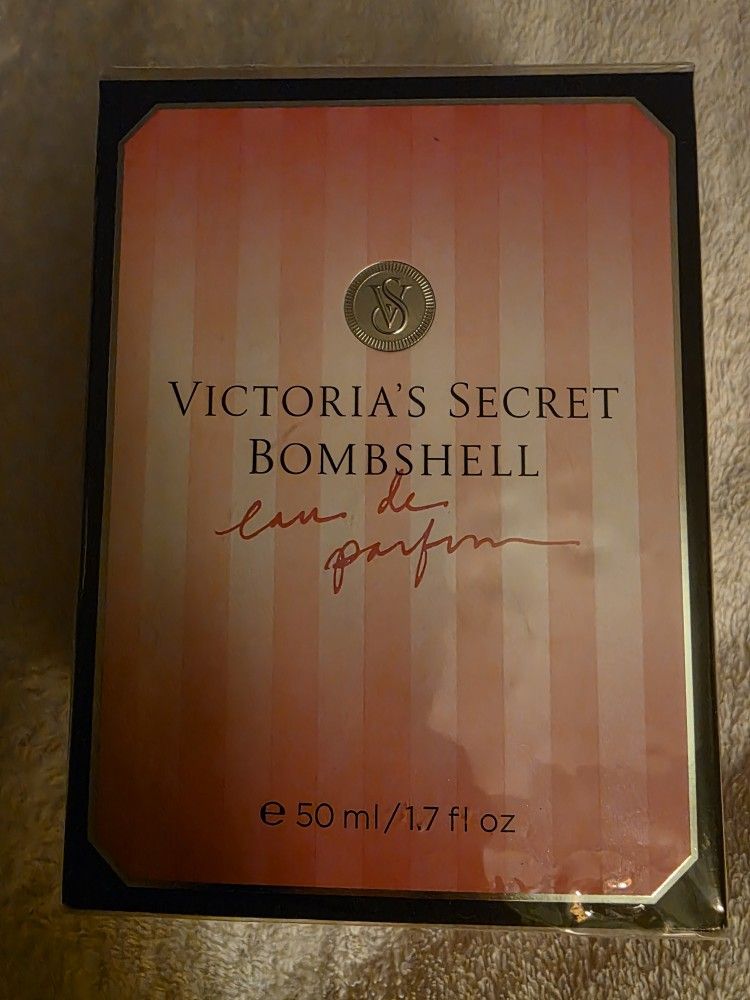 VS
VICTORIA'S SECRET
BOMBSHELL
eau de
parfum
e 50 ml/1.7 fl oz